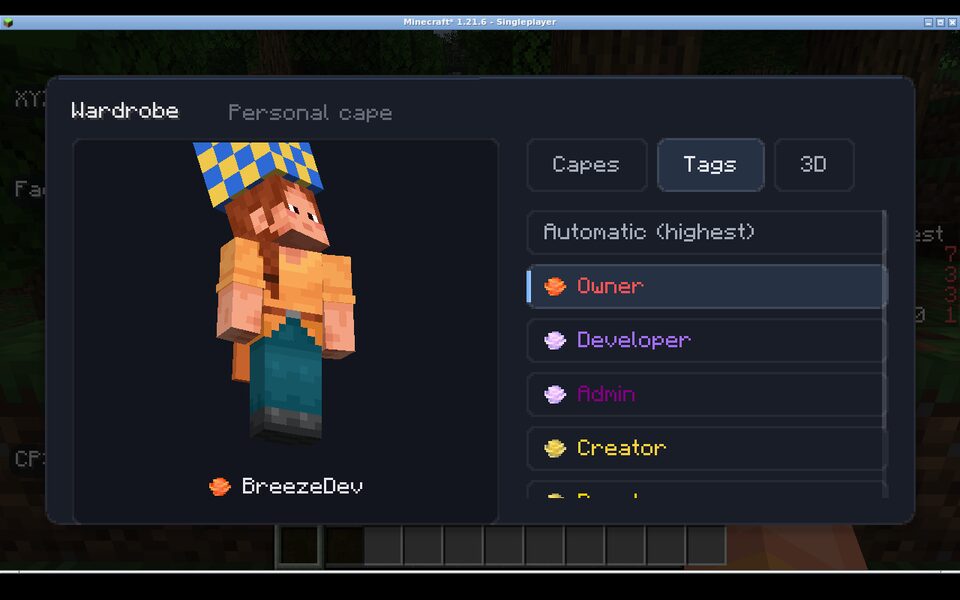 Minecraft* 1.21.6 - Singleplayer
Wardrobe
Personal cape
Capes
Tags
3D
Automatic (highest)
Owner
Developer
Admin
Creator
BreezeDev